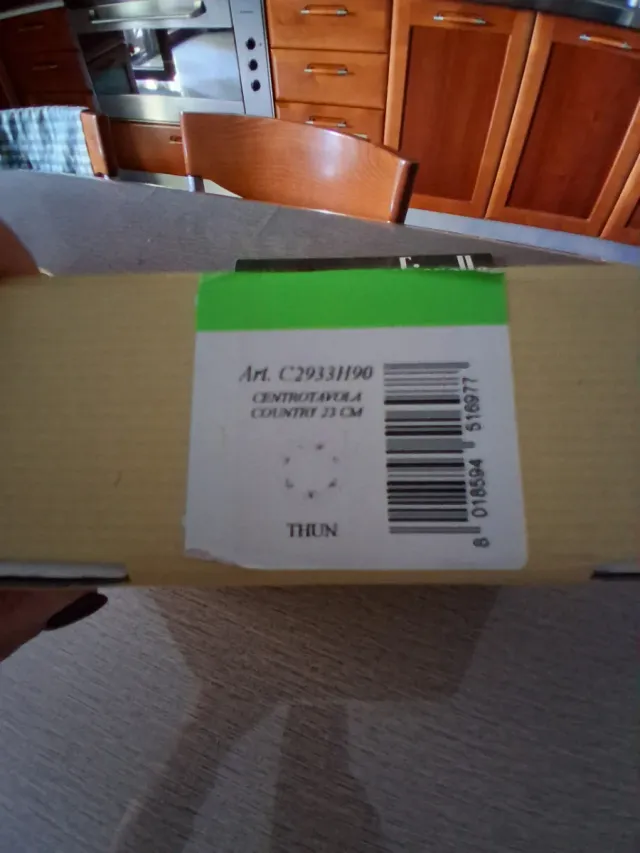 Art. C2933H90
CENTROTAVOLA
COUNTRY 23 CM
THUN
8 018594 516977